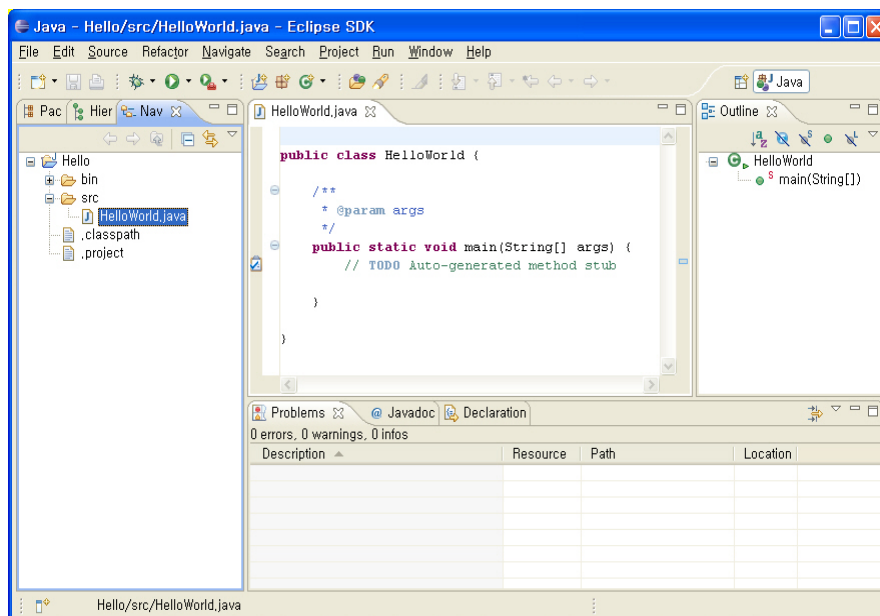 Java - Hello/src/HelloWorld.java - Eclipse SDK
File Edit Source Refactor Navigate Search Project Run Window Help
Java
Pac Hier Nav
Hello
bin
src
HelloWorld.java
.classpath
.project
HelloWorld.java
public class HelloWorld {
/**
* @param args
*/
public static void main(String[] args) {
// TODO Auto-generated method stub
}
}
Outline
HelloWorld
main(String[])
Problems Javadoc Declaration
0 errors, 0 warnings, 0 infos
Description Resource Path Location
Hello/src/HelloWorld.java